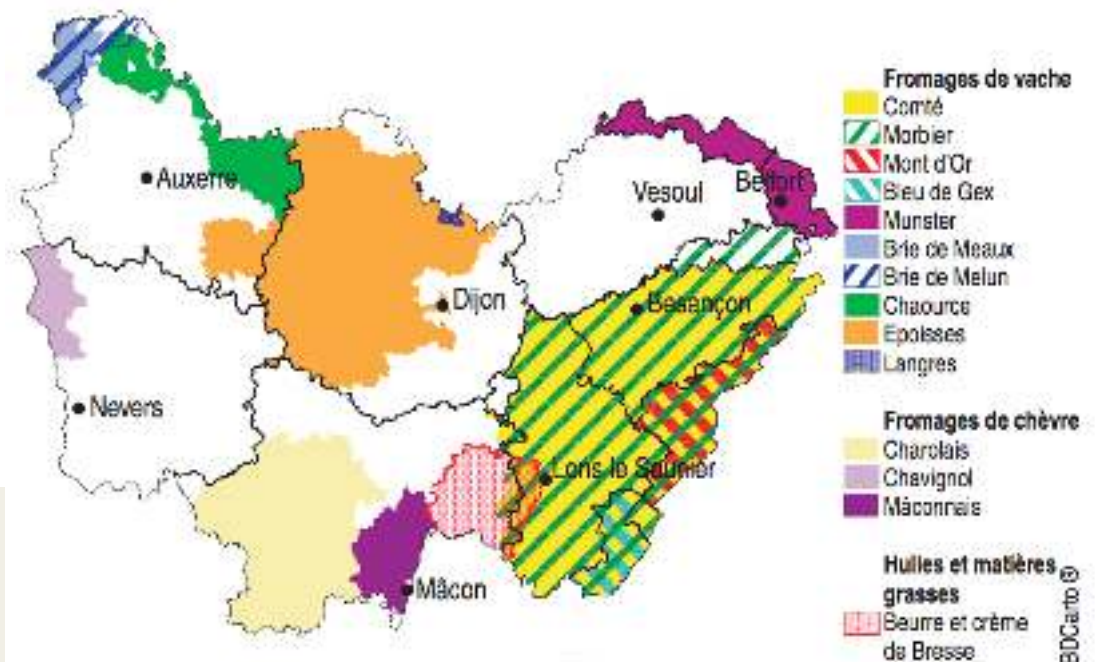 Auxerre
Vesoul
Belfort
Dijon
Besançon
Nevers
Lons le Saunier
Mâcon
Fromages de vache
Comté
Morbier
Mont d'Or
Bleu de Gex
Munster
Brie de Meaux
Brie de Melun
Chaource
Epoisses
Langres
Fromages de chèvre
Charolais
Chavignol
Mâconnais
Huiles et matières
grasses
Beurre et crème
de Bresse
BDCarto ®